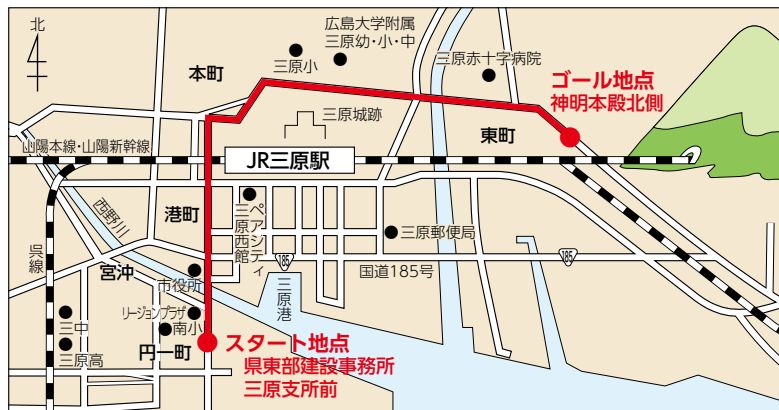 北
本町
広島大学附属
三原幼・小・中
三原小
三原赤十字病院
ゴール地点
神明本殿北側
三原城跡
東町
山陽本線・山陽新幹線
JR三原駅
港町
ペアシティ
三原西館
西野川
三原郵便局
呉線
宮沖
市役所
185
国道185号
185
三原港
リージョンプラザ
南小
三中
三原高
円一町
スタート地点
県東部建設事務所
三原支所前